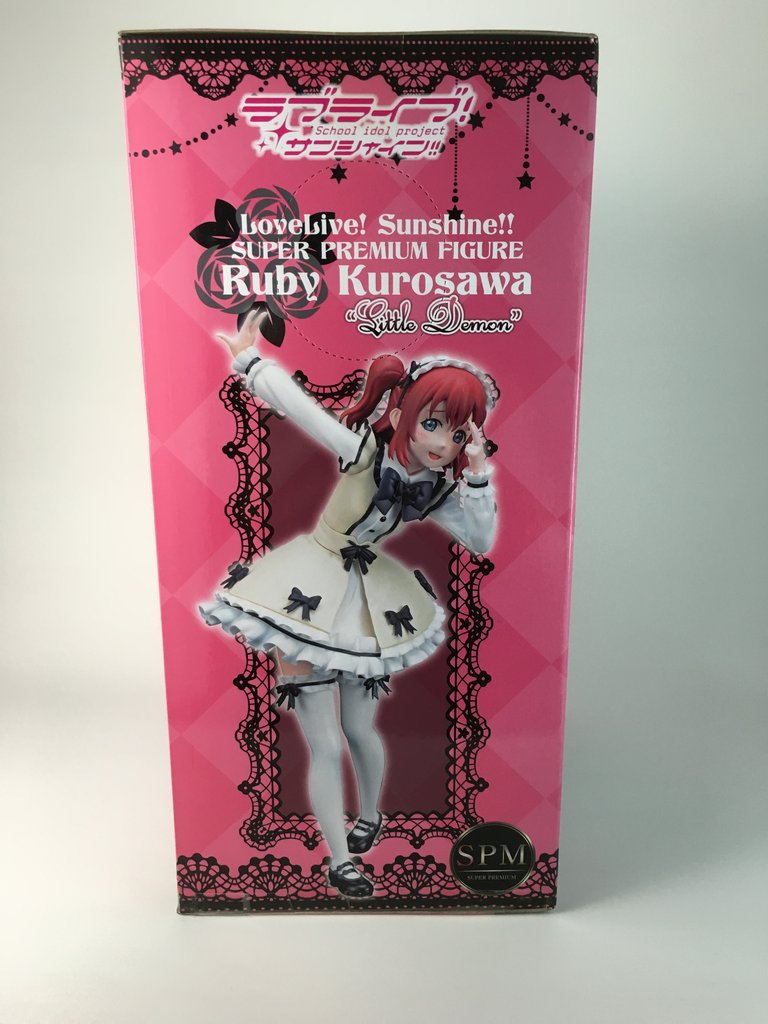 ラブライブ!
School idol project
サンシャイン!!
LoveLive! Sunshine!!
SUPER PREMIUM FIGURE
Ruby Kurosawa
“Little Demon”
SPM
SUPER PREMIUM